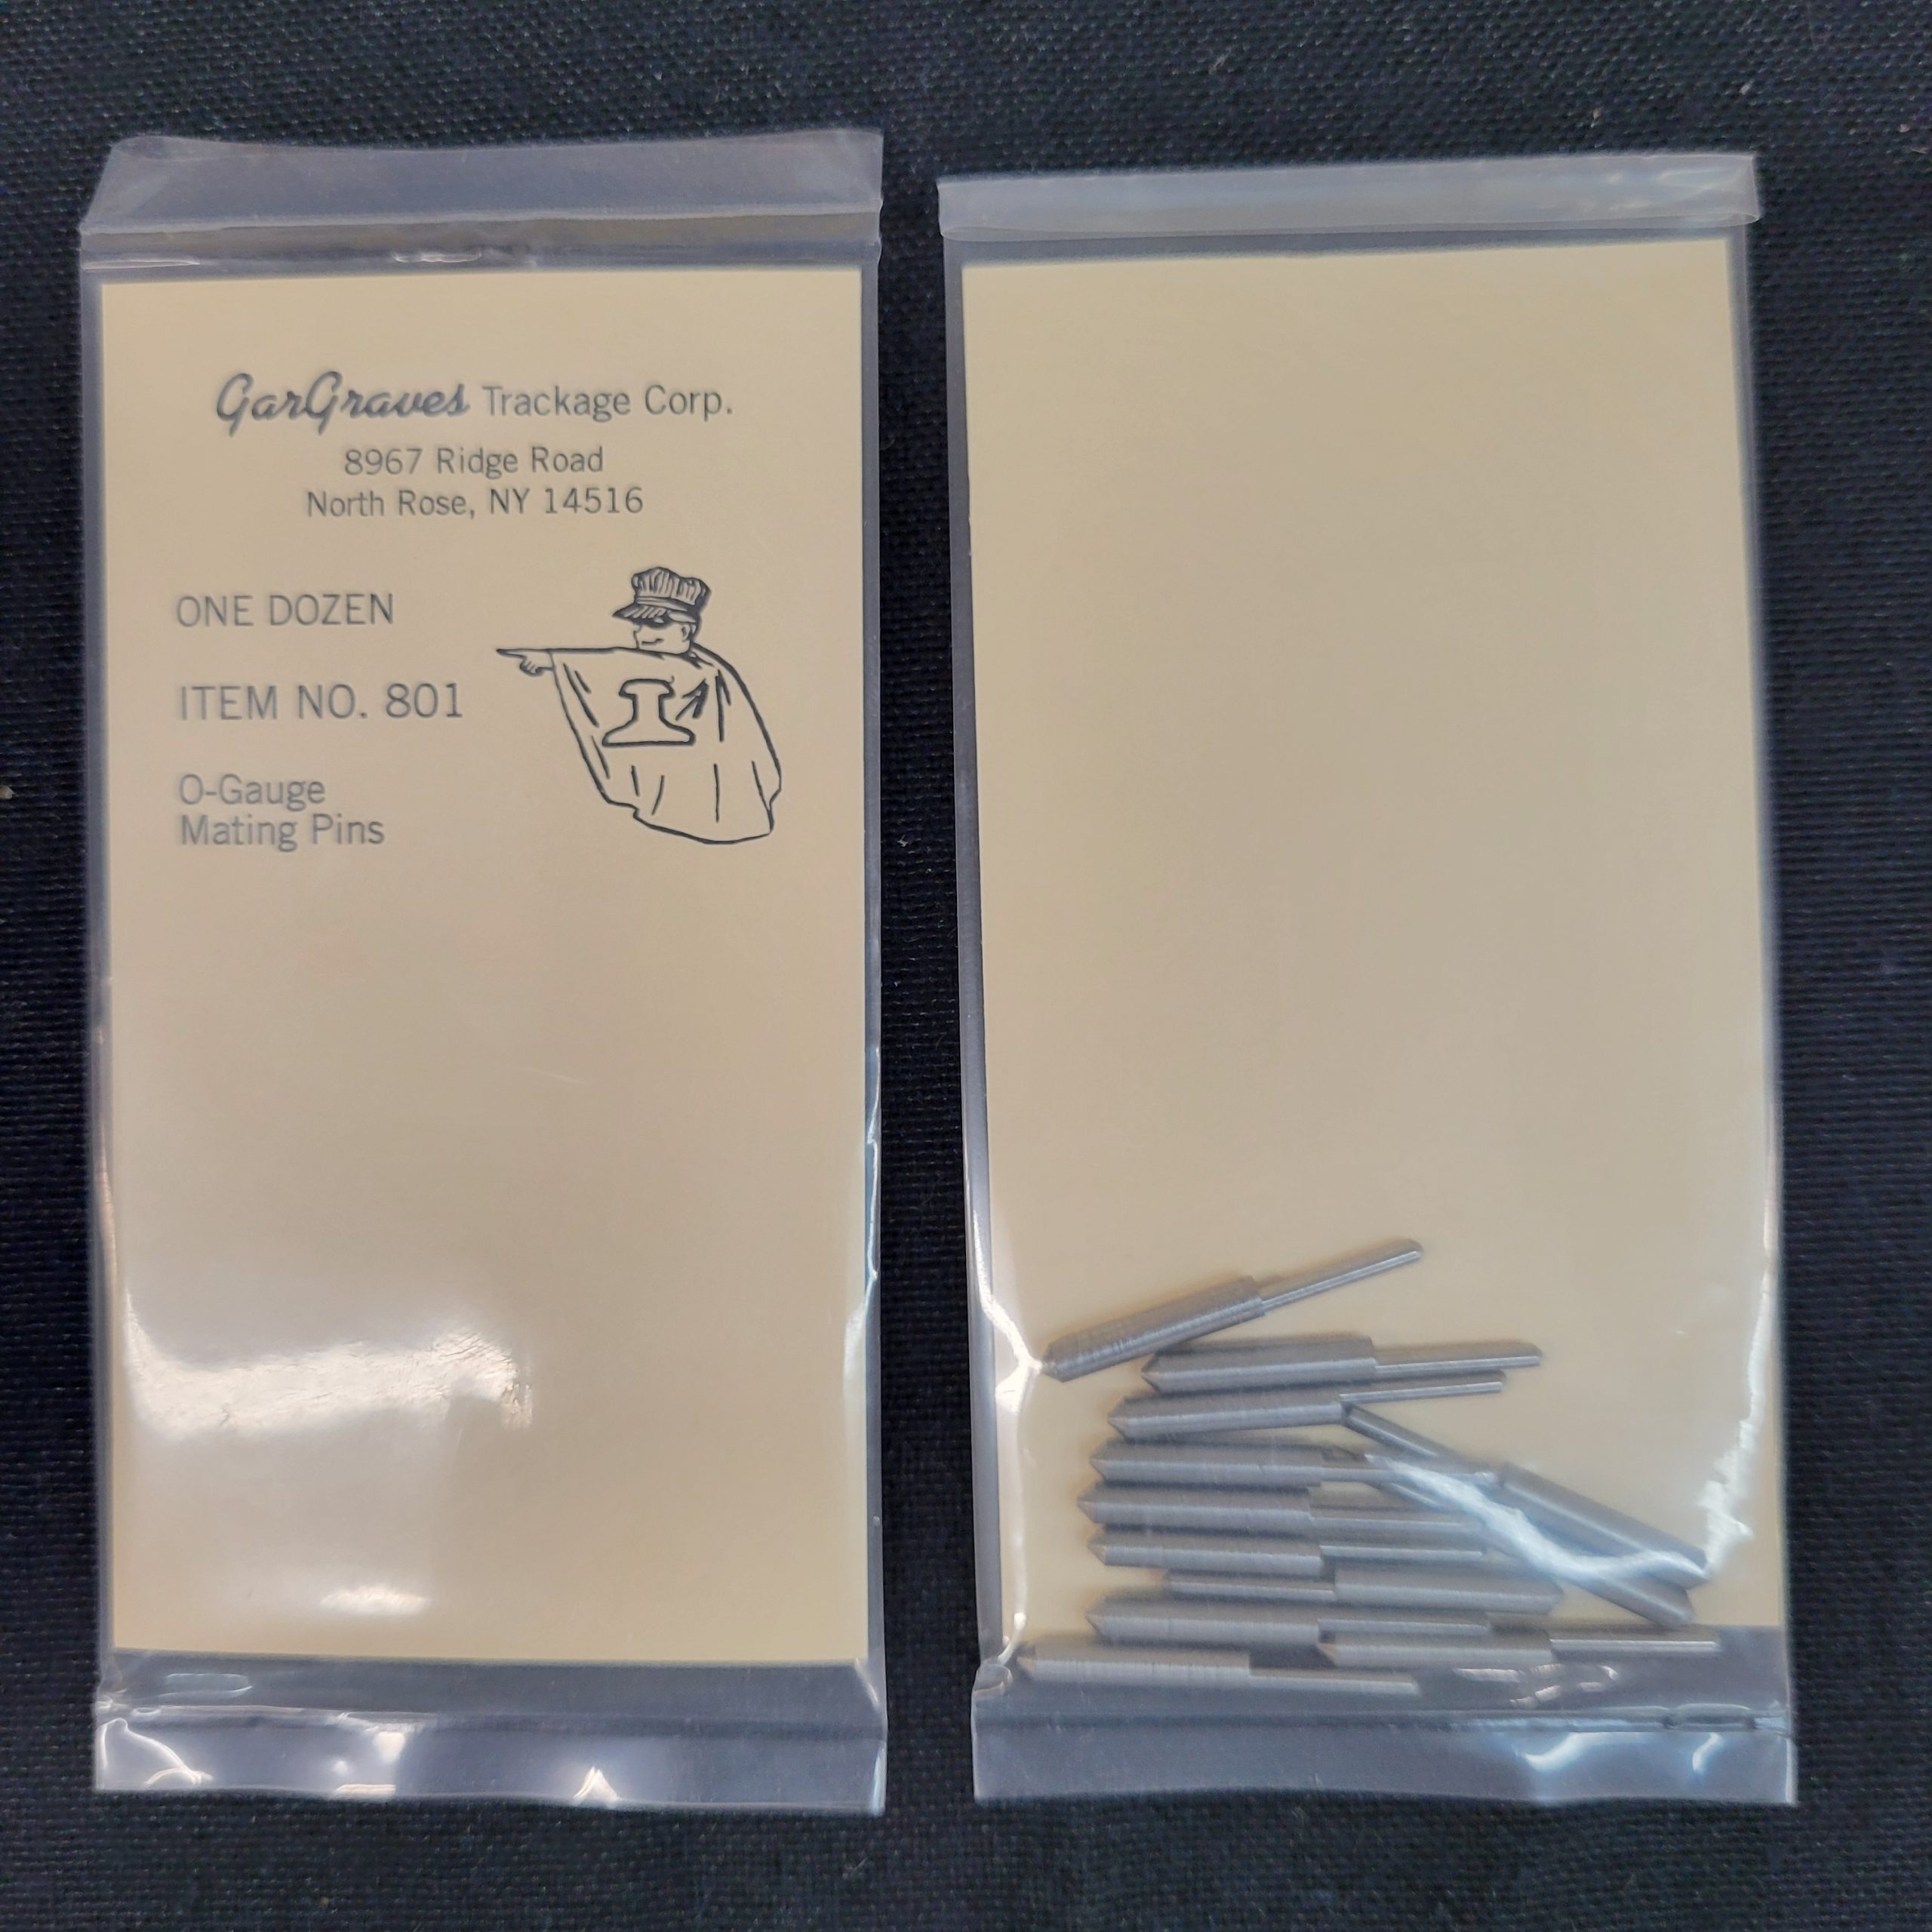 GarGraves Trackage Corp.
8967 Ridge Road
North Rose, NY 14516
ONE DOZEN
ITEM NO. 801
O-Gauge
Mating Pins